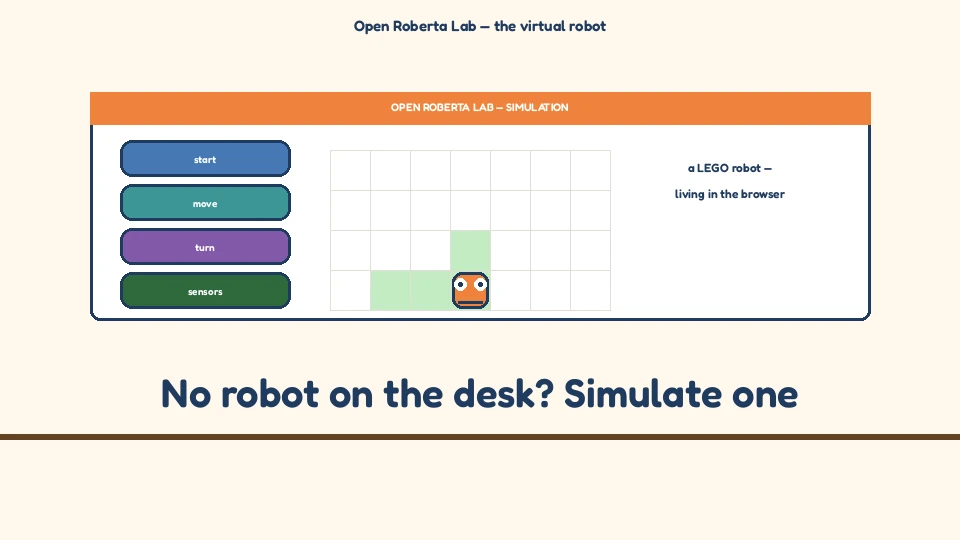 Open Roberta Lab – the virtual robot
OPEN ROBERTA LAB – SIMULATION
start
move
turn
sensors
a LEGO robot –
living in the browser
No robot on the desk? Simulate one